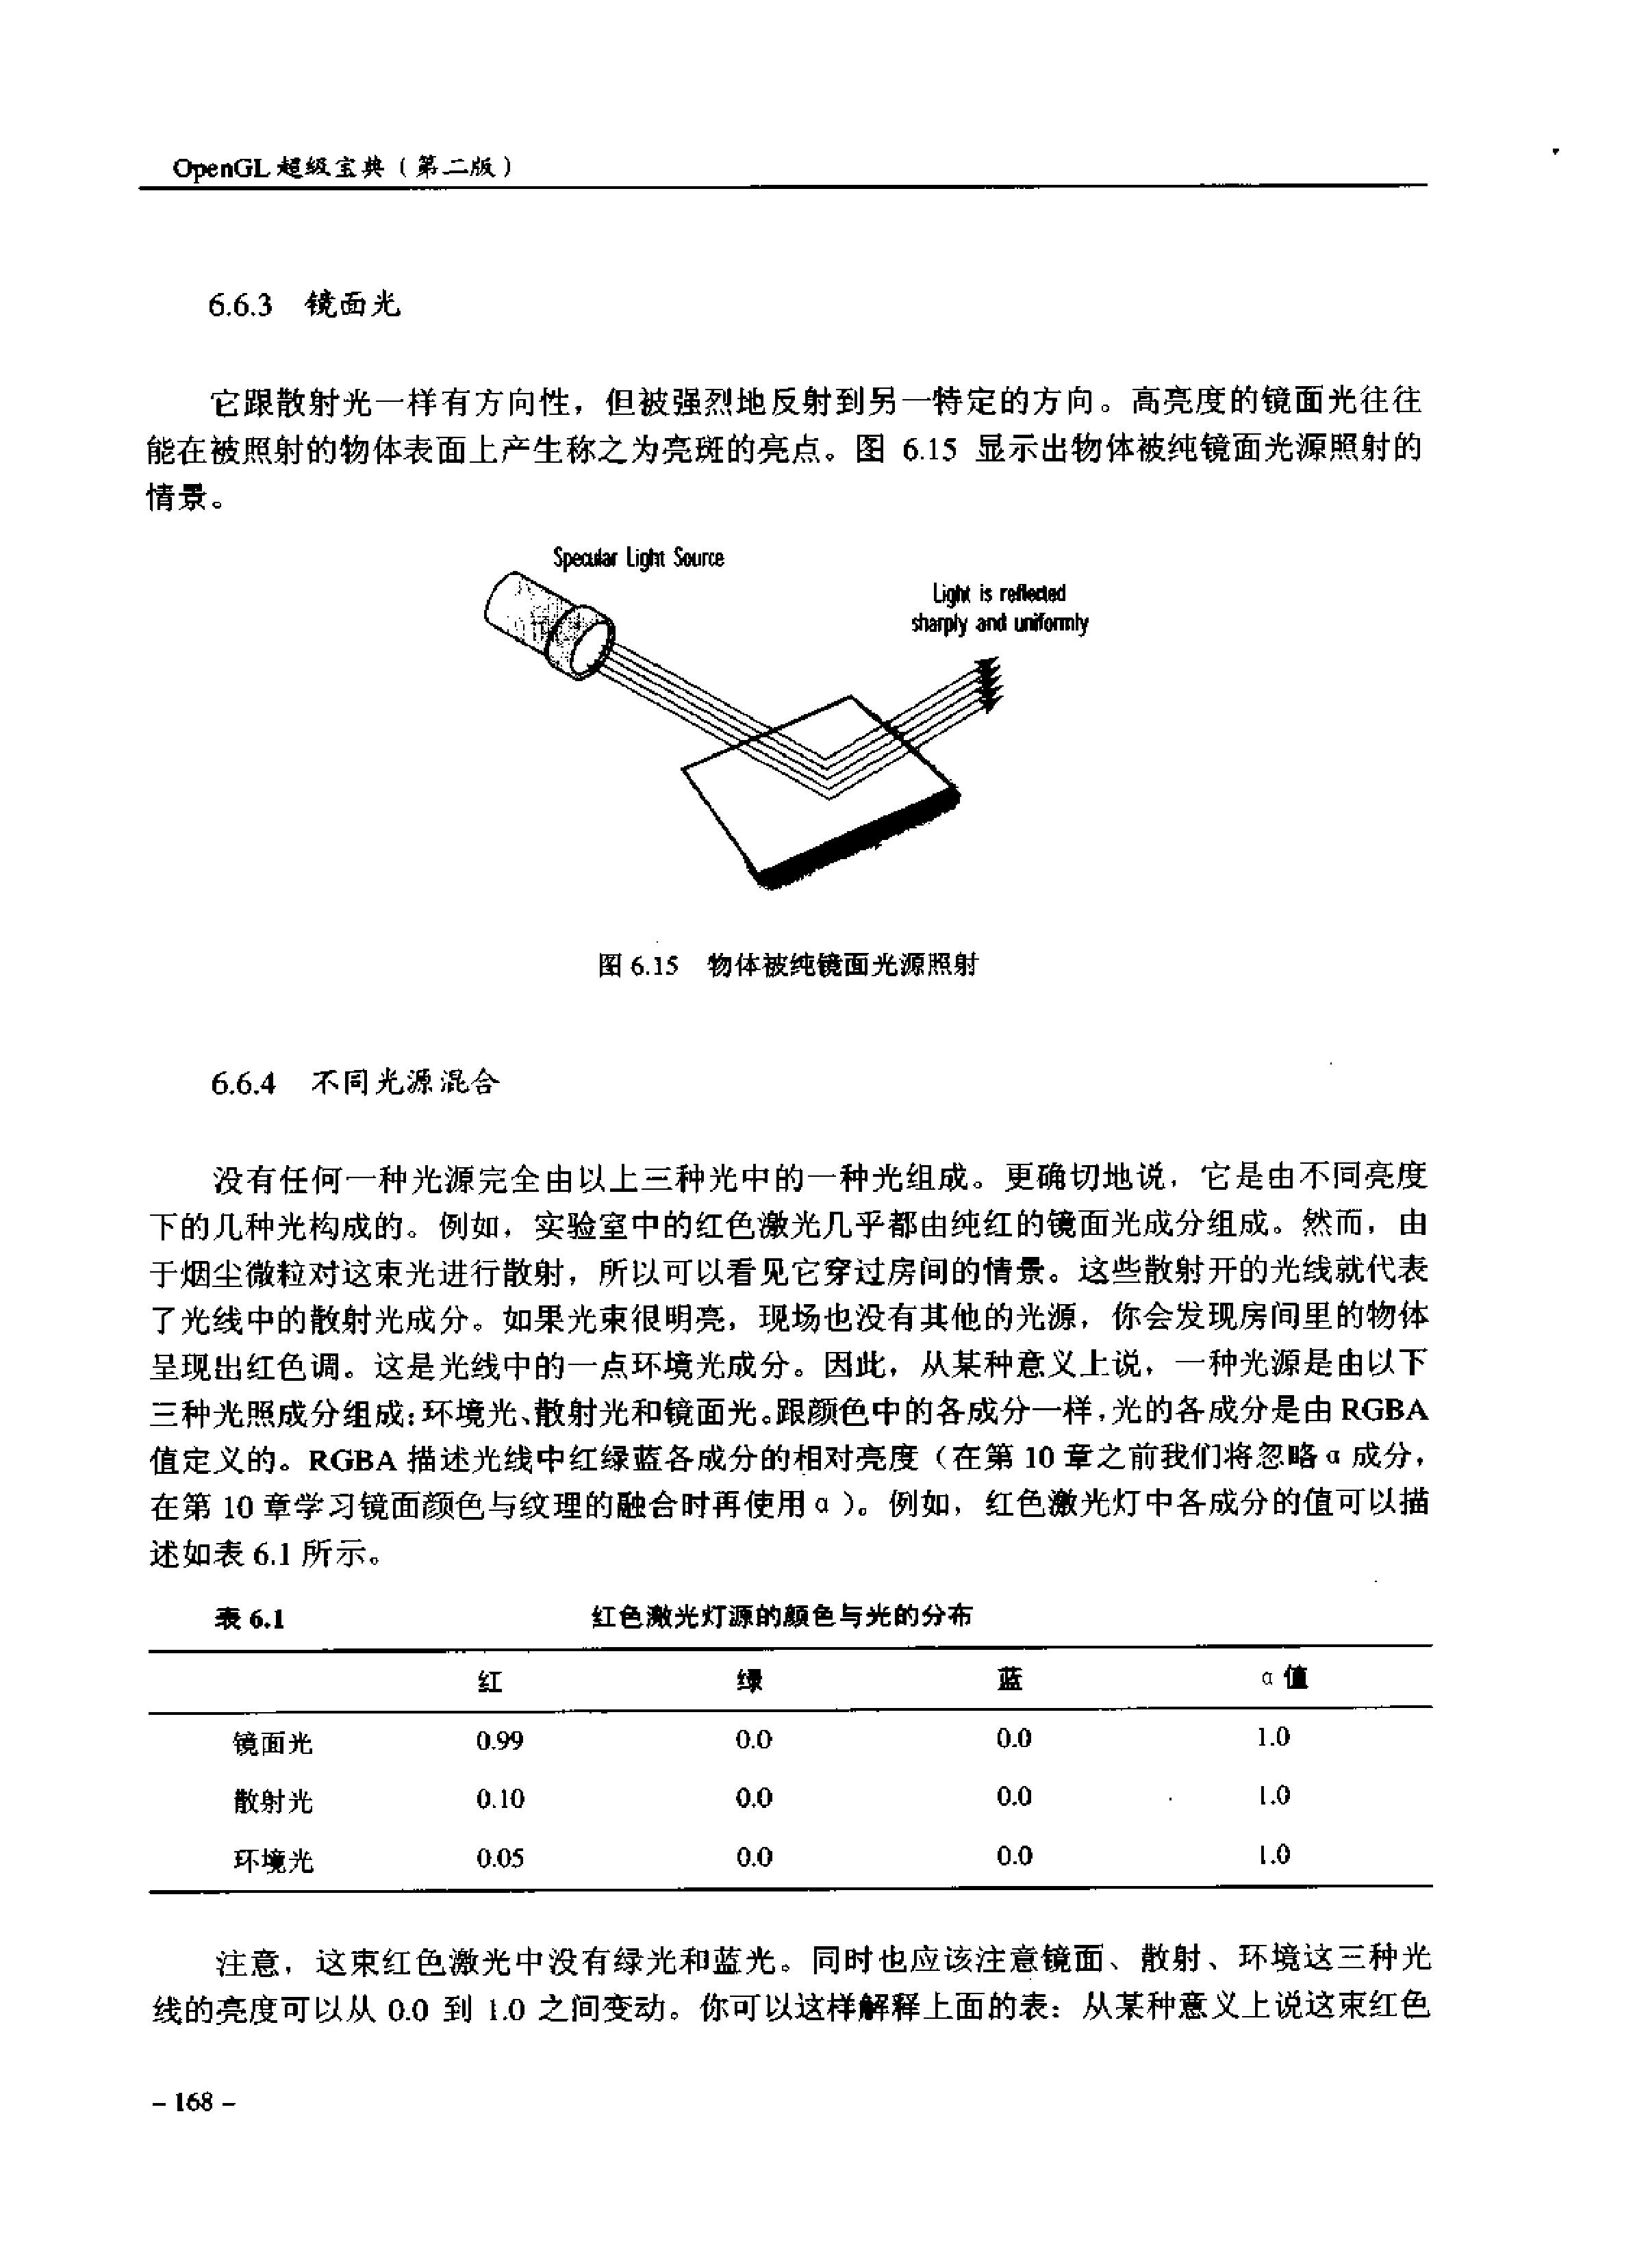 OpenGL 超级宝典（第二版）
6.6.3 镜面光
它跟散射光一样有方向性，但被强烈地反射到另一特定的方向。高亮度的镜面光往往
能在被照射的物体表面上产生称之为亮斑的亮点。图 6.15 显示出物体被纯镜面光源照射的
情景。
Specular Light Source
Light is reflected
sharply and uniformly
图 6.15 物体被纯镜面光源照射
6.6.4 不同光源混合
没有任何一种光源完全由以上三种光中的一种光组成。更确切地说，它是由不同亮度
下的几种光构成的。例如，实验室中的红色激光几乎都由纯红的镜面光成分组成。然而，由
于烟尘微粒对这束光进行散射，所以可以看见它穿过房间的情景。这些散射开的光线就代表
了光线中的散射光成分。如果光束很明亮，现场也没有其他的光源，你会发现房间里的物体
呈现出红色调。这是光线中的一点环境光成分。因此，从某种意义上说，一种光源是由以下
三种光照成分组成：环境光、散射光和镜面光。跟颜色中的各成分一样，光的各成分是由 RGBA
值定义的。RGBA 描述光线中红绿蓝各成分的相对亮度（在第 10 章之前我们将忽略 α 成分，
在第 10 章学习镜面颜色与纹理的融合时再使用 α）。例如，红色激光灯中各成分的值可以描
述如表 6.1 所示。
表 6.1 红色激光灯源的颜色与光的分布
红 绿 蓝 α 值
镜面光 0.99 0.0 0.0 1.0
散射光 0.10 0.0 0.0 1.0
环境光 0.05 0.0 0.0 1.0
注意，这束红色激光中没有绿光和蓝光。同时也应该注意镜面、散射、环境这三种光
线的亮度可以从 0.0 到 1.0 之间变动。你可以这样解释上面的表：从某种意义上说这束红色
－168－